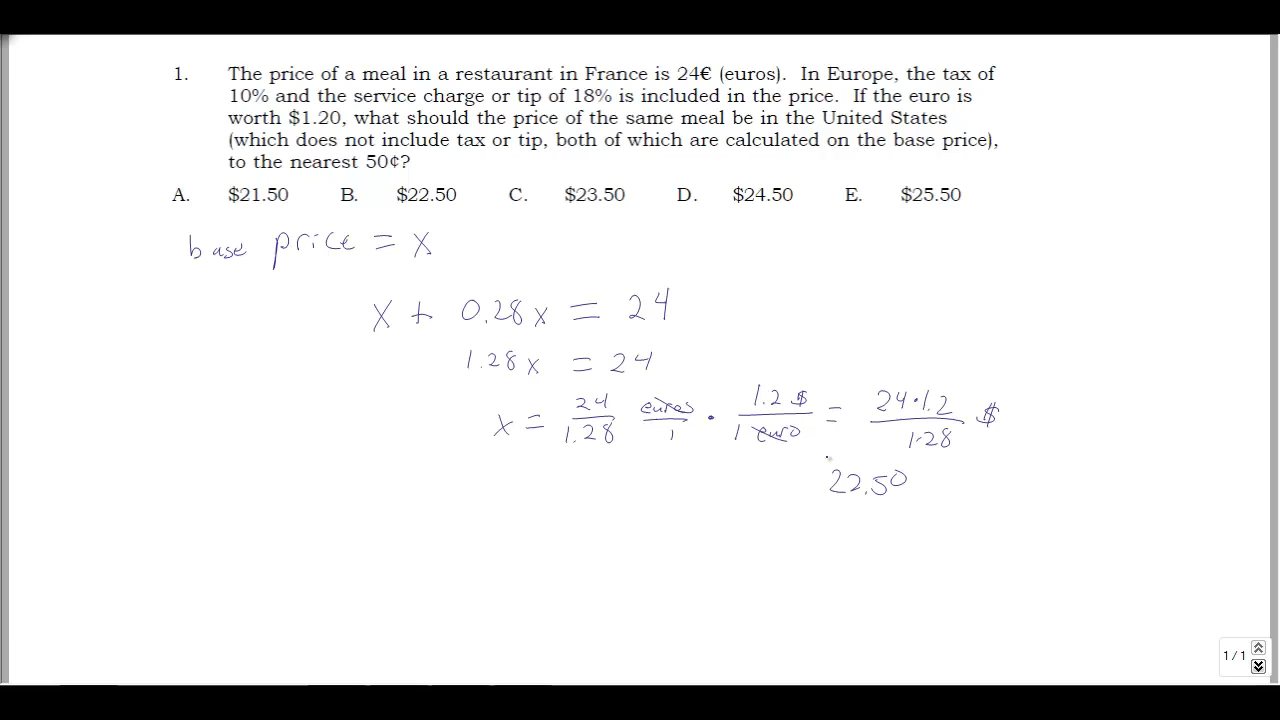 1. The price of a meal in a restaurant in France is 24€ (euros). In Europe, the tax of
10% and the service charge or tip of 18% is included in the price. If the euro is
worth $1.20, what should the price of the same meal be in the United States
(which does not include tax or tip, both of which are calculated on the base price),
to the nearest 50¢?
A. $21.50 B. $22.50 C. $23.50 D. $24.50 E. $25.50
base price = x
x + 0.28x = 24
1.28x = 24
x = 24/1.28 euros/1 · 1.2 $/1 euro = 24·1.2/1.28 $
22.50
1 / 1